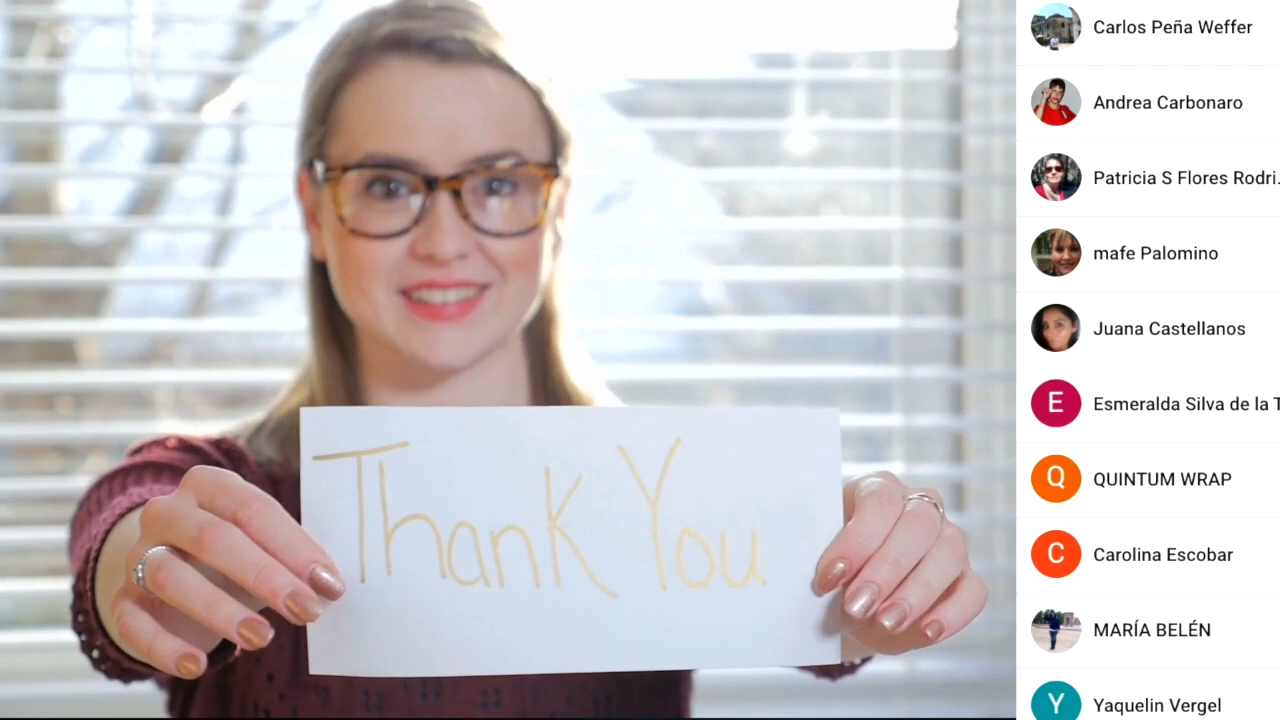 Thank You
Carlos Peña Weffer
Andrea Carbonaro
Patricia S Flores Rodri.
mafe Palomino
Juana Castellanos
E Esmeralda Silva de la T
Q QUINTUM WRAP
C Carolina Escobar
MARÍA BELÉN
Y Yaquelin Vergel